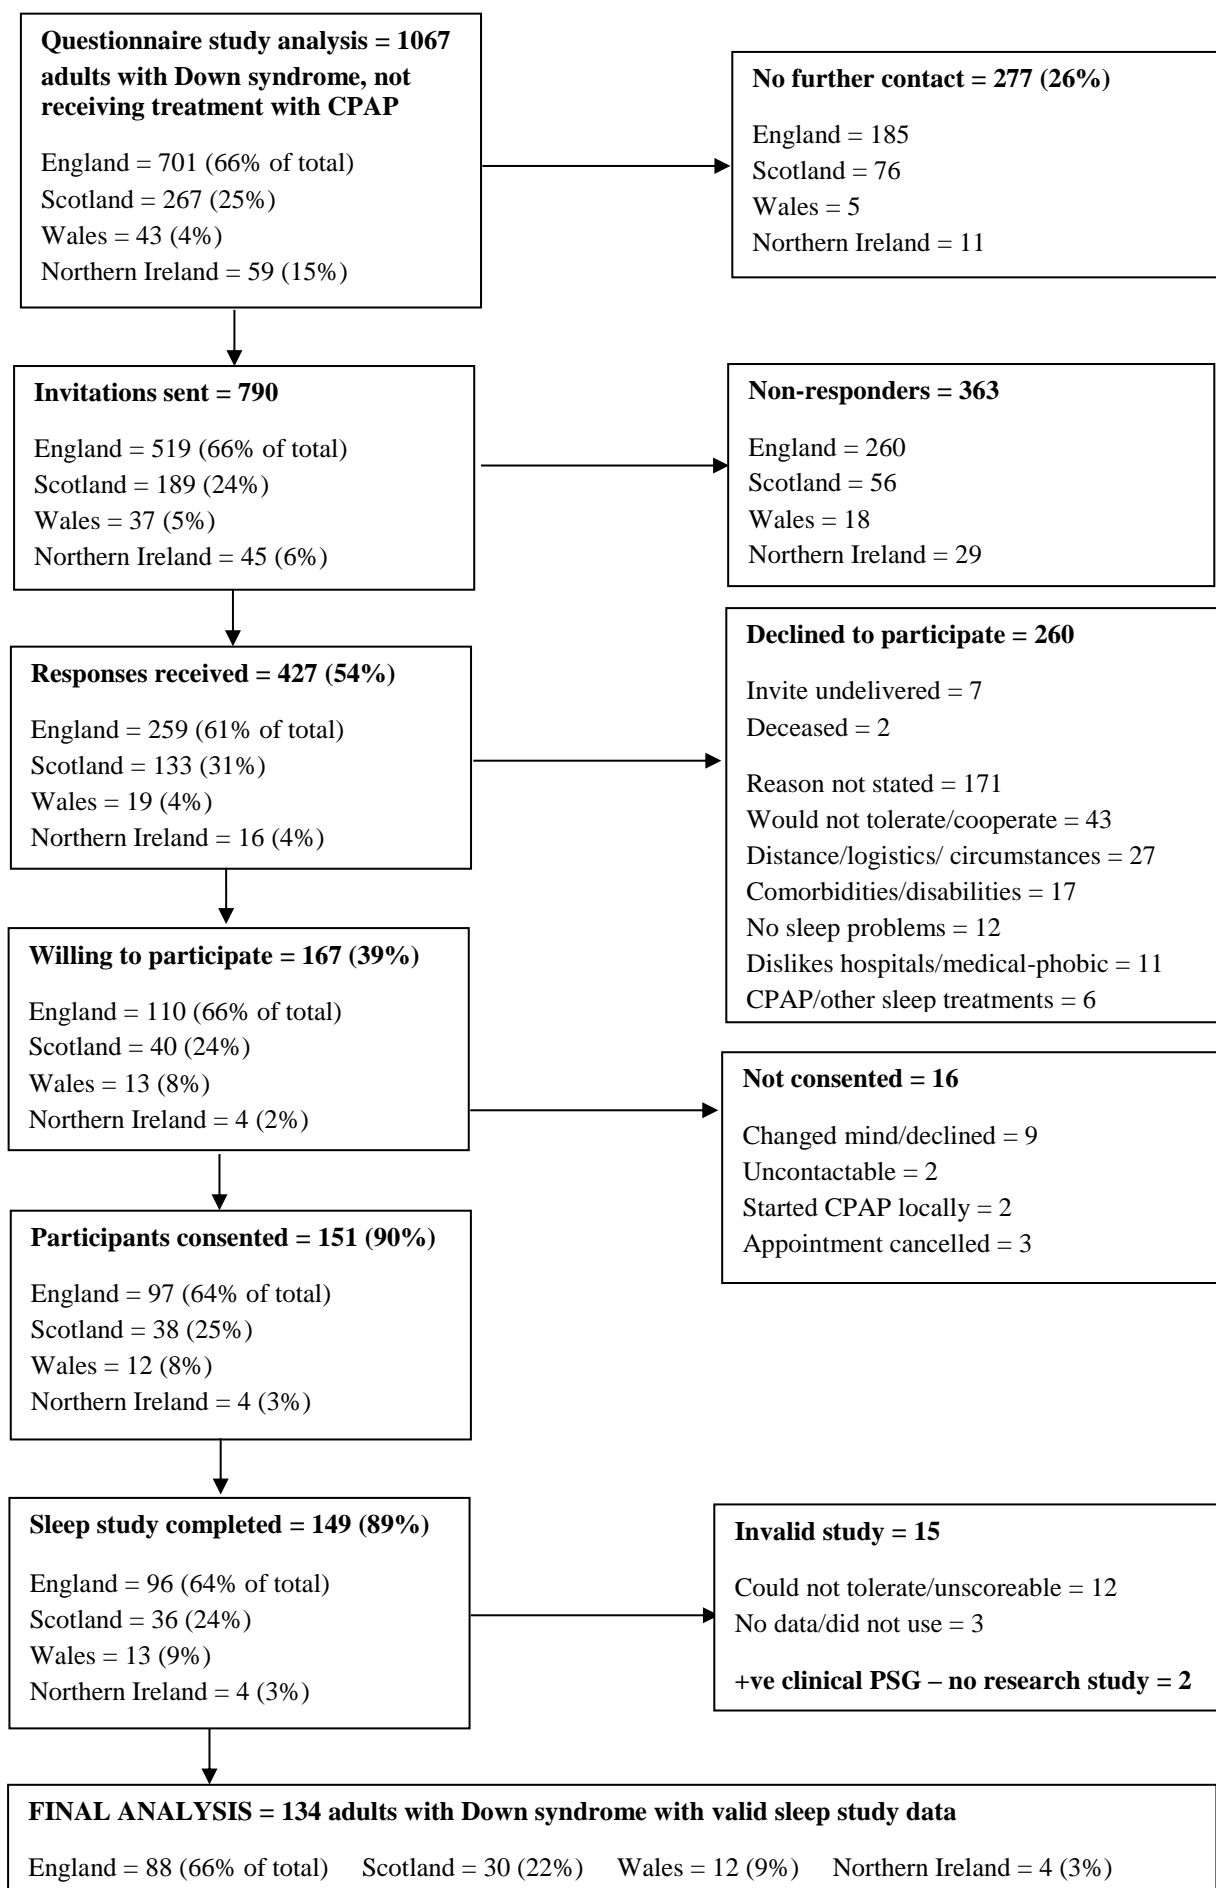 Questionnaire study analysis = 1067
adults with Down syndrome, not
receiving treatment with CPAP
England = 701 (66% of total)
Scotland = 267 (25%)
Wales = 43 (4%)
Northern Ireland = 59 (15%)
No further contact = 277 (26%)
England = 185
Scotland = 76
Wales = 5
Northern Ireland = 11
Invitations sent = 790
England = 519 (66% of total)
Scotland = 189 (24%)
Wales = 37 (5%)
Northern Ireland = 45 (6%)
Non-responders = 363
England = 260
Scotland = 56
Wales = 18
Northern Ireland = 29
Responses received = 427 (54%)
England = 259 (61% of total)
Scotland = 133 (31%)
Wales = 19 (4%)
Northern Ireland = 16 (4%)
Declined to participate = 260
Invite undelivered = 7
Deceased = 2
Reason not stated = 171
Would not tolerate/cooperate = 43
Distance/logistics/ circumstances = 27
Comorbidities/disabilities = 17
No sleep problems = 12
Dislikes hospitals/medical-phobic = 11
CPAP/other sleep treatments = 6
Willing to participate = 167 (39%)
England = 110 (66% of total)
Scotland = 40 (24%)
Wales = 13 (8%)
Northern Ireland = 4 (2%)
Not consented = 16
Changed mind/declined = 9
Uncontactable = 2
Started CPAP locally = 2
Appointment cancelled = 3
Participants consented = 151 (90%)
England = 97 (64% of total)
Scotland = 38 (25%)
Wales = 12 (8%)
Northern Ireland = 4 (3%)
Sleep study completed = 149 (89%)
England = 96 (64% of total)
Scotland = 36 (24%)
Wales = 13 (9%)
Northern Ireland = 4 (3%)
Invalid study = 15
Could not tolerate/unscoreable = 12
No data/did not use = 3
+ve clinical PSG – no research study = 2
FINAL ANALYSIS = 134 adults with Down syndrome with valid sleep study data
England = 88 (66% of total) Scotland = 30 (22%) Wales = 12 (9%) Northern Ireland = 4 (3%)